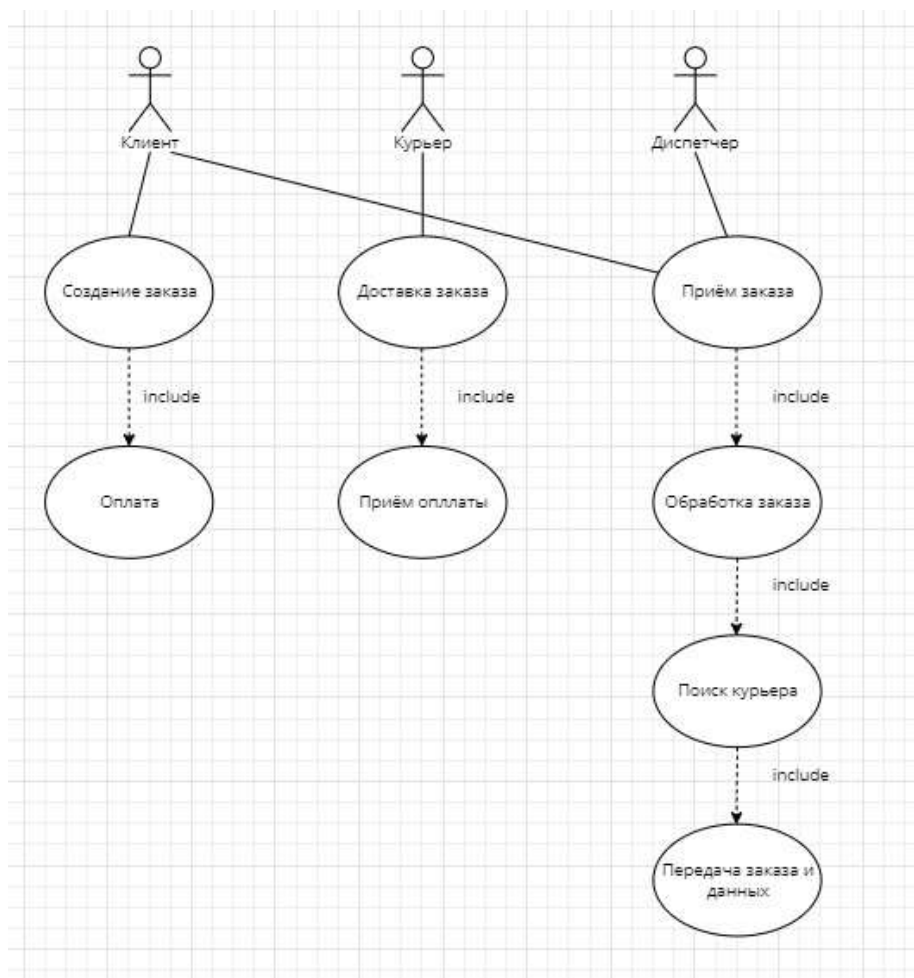 Клиент
Курьер
Диспетчер
Создание заказа
Доставка заказа
Приём заказа
include
include
include
Оплата
Приём опллаты
Обработка заказа
include
Поиск курьера
include
Передача заказа и
данных